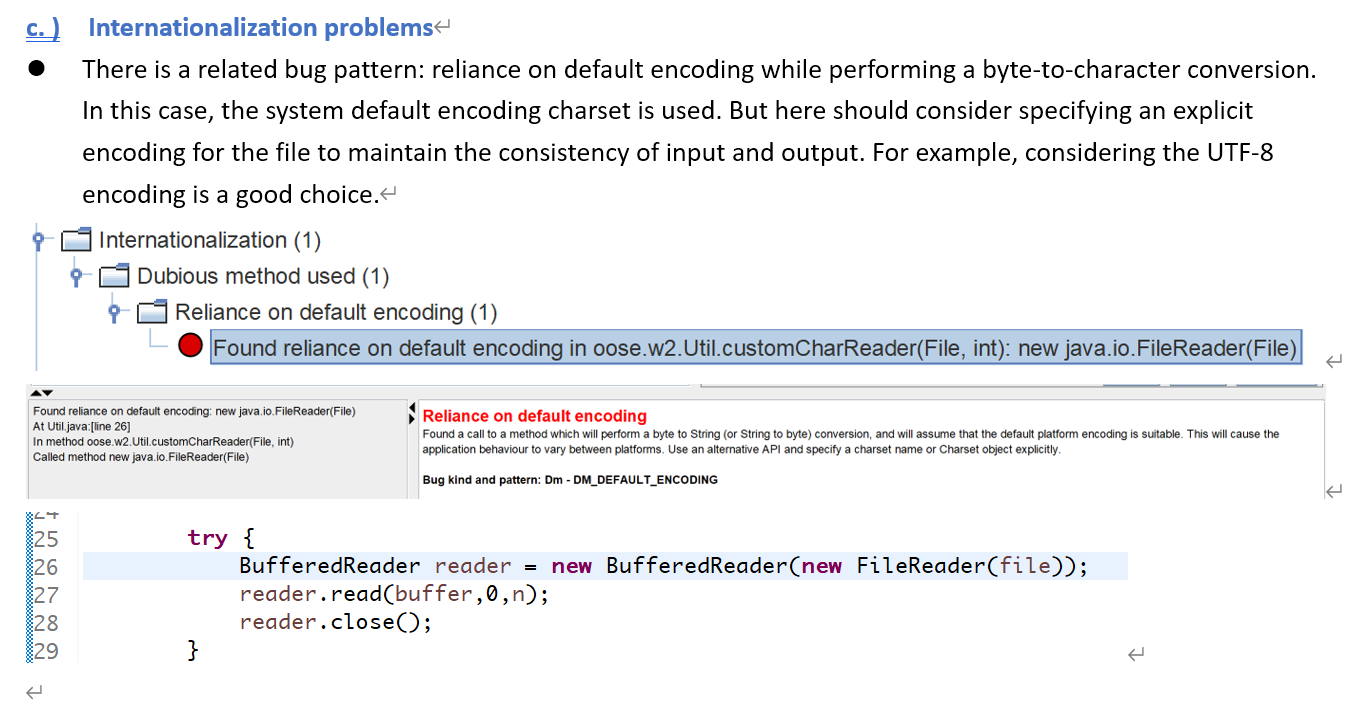 c. ) Internationalization problems↵
● There is a related bug pattern: reliance on default encoding while performing a byte-to-character conversion.
In this case, the system default encoding charset is used. But here should consider specifying an explicit
encoding for the file to maintain the consistency of input and output. For example, considering the UTF-8
encoding is a good choice.↵
Internationalization (1)
Dubious method used (1)
Reliance on default encoding (1)
Found reliance on default encoding in oose.w2.Util.customCharReader(File, int): new java.io.FileReader(File) ↵
Found reliance on default encoding: new java.io.FileReader(File)
At Util.java:[line 26]
In method oose.w2.Util.customCharReader(File, int)
Called method new java.io.FileReader(File)
Reliance on default encoding
Found a call to a method which will perform a byte to String (or String to byte) conversion, and will assume that the default platform encoding is suitable. This will cause the
application behaviour to vary between platforms. Use an alternative API and specify a charset name or Charset object explicitly.
Bug kind and pattern: Dm - DM_DEFAULT_ENCODING
↵
24
25 try {
26 BufferedReader reader = new BufferedReader(new FileReader(file));
27 reader.read(buffer,0,n);
28 reader.close();
29 } ↵
↵